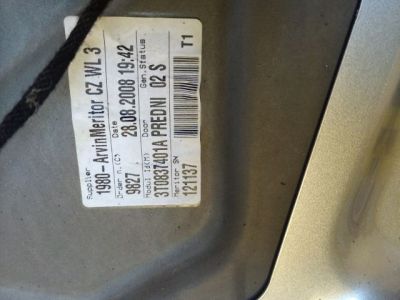 Supplier
1980-ArvinMeritor CZ WL 3
Order n.(C) Date
9827 28.08.2008 19:42
Modul Id(M) Door Gen.Status
3T0837401A PREDNI 02 S
Meritor SN
121137 T1